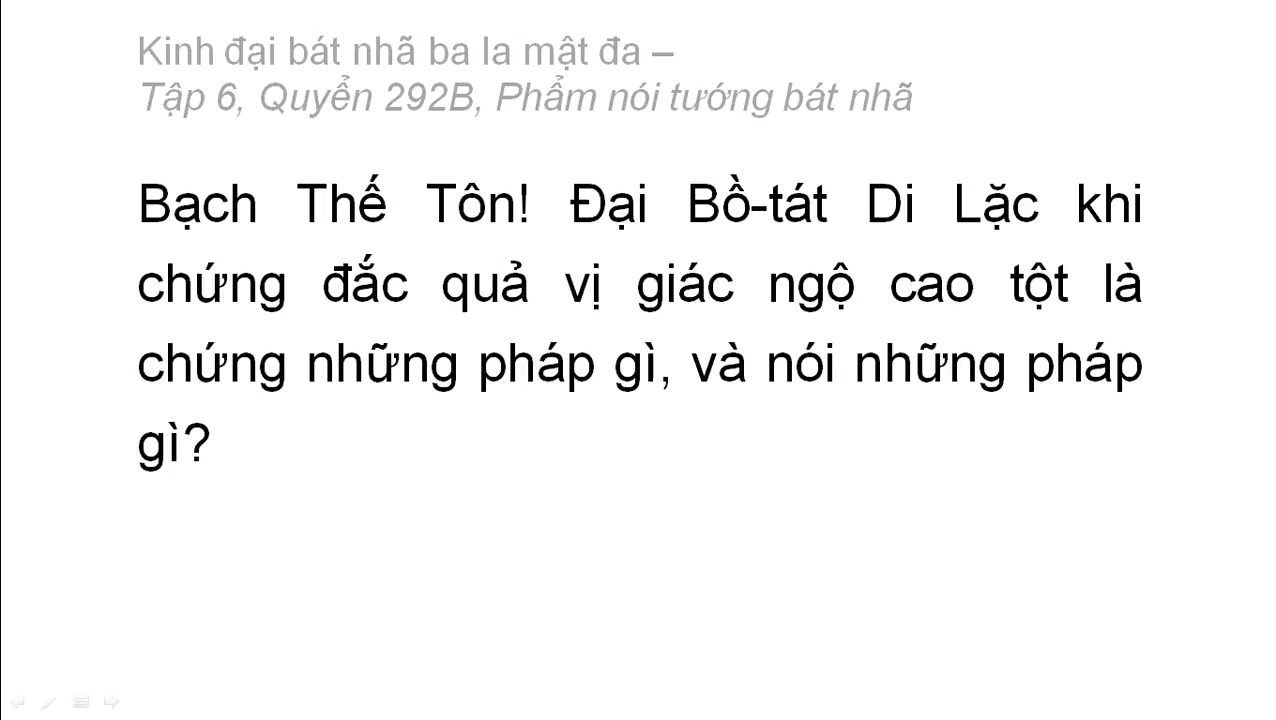 Kinh đại bát nhã ba la mật đa –
Tập 6, Quyển 292B, Phẩm nói tướng bát nhã
Bạch Thế Tôn! Đại Bồ-tát Di Lặc khi
chứng đắc quả vị giác ngộ cao tột là
chứng những pháp gì, và nói những pháp
gì?